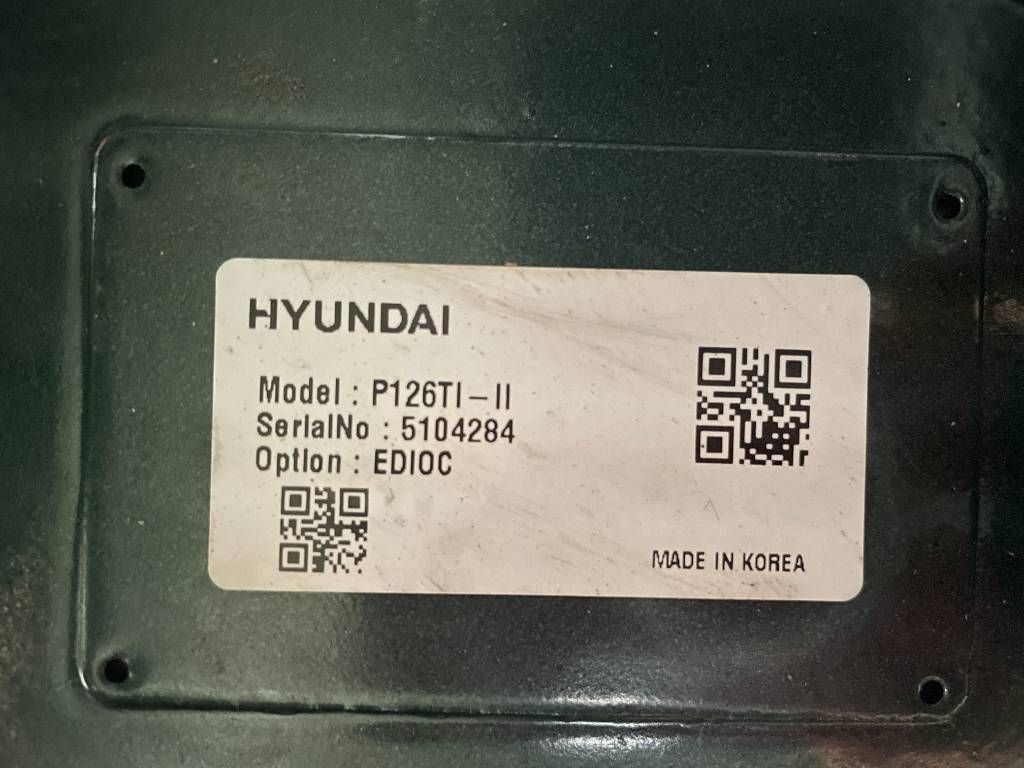 HYUNDAI
Model : P126TI-II
SerialNo : 5104284
Option : EDIOC
MADE IN KOREA